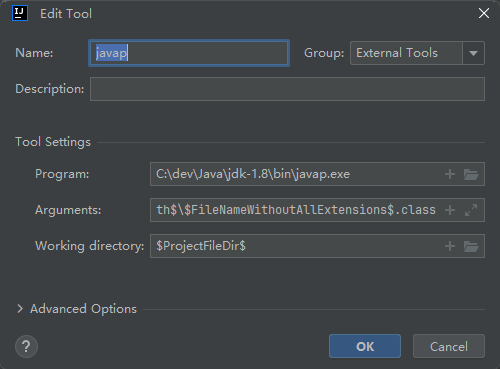 IJ Edit Tool
Name: javap Group: External Tools
Description:
Tool Settings
Program: C:\dev\Java\jdk-1.8\bin\javap.exe
Arguments: th$\$FileNameWithoutAllExtensions$.class
Working directory: $ProjectFileDir$
Advanced Options
? OK Cancel